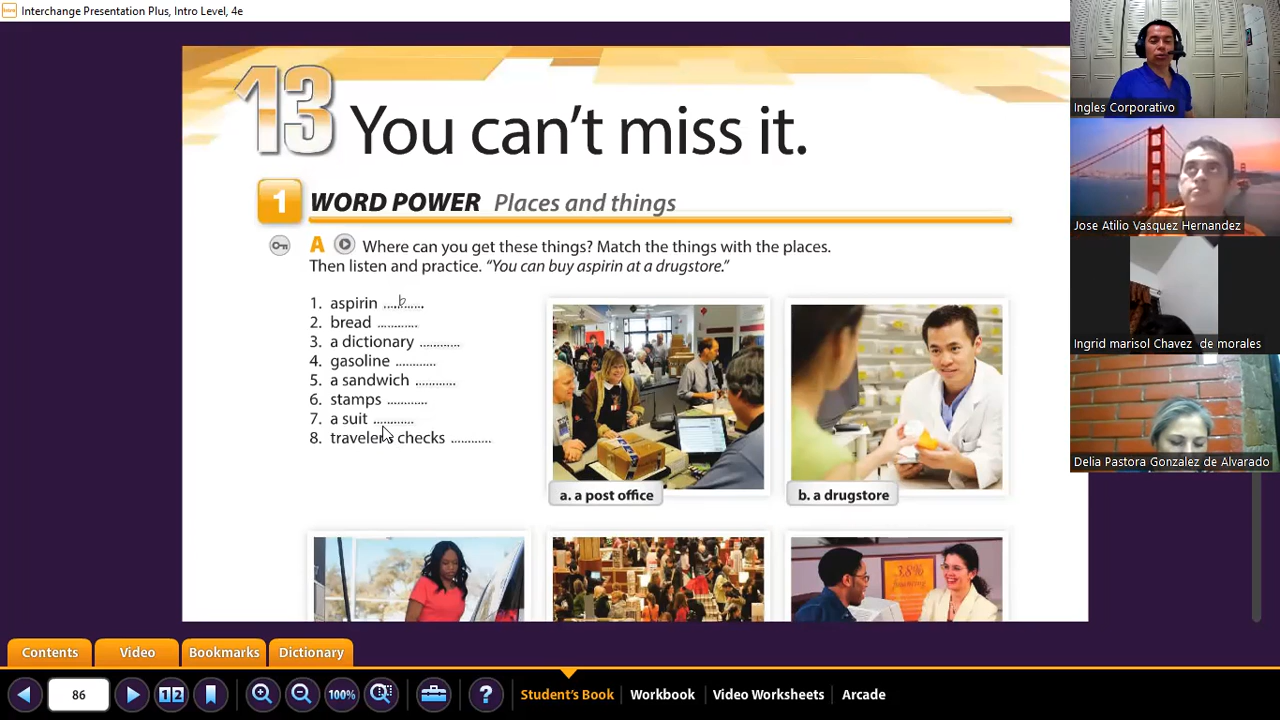 Interchange Presentation Plus, Intro Level, 4e
13 You can't miss it.
1 WORD POWER Places and things
A Where can you get these things? Match the things with the places.
Then listen and practice. "You can buy aspirin at a drugstore."
1. aspirin .....b.....
2. bread ............
3. a dictionary ............
4. gasoline ............
5. a sandwich ............
6. stamps ............
7. a suit ............
8. traveler's checks ............
a. a post office
b. a drugstore
3.8%
Ingles Corporativo
Jose Atilio Vasquez Hernandez
Ingrid marisol Chavez de morales
Delia Pastora Gonzalez de Alvarado
Contents
Video
Bookmarks
Dictionary
86
1 2
100%
?
Student's Book
Workbook
Video Worksheets
Arcade